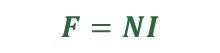 F = NI